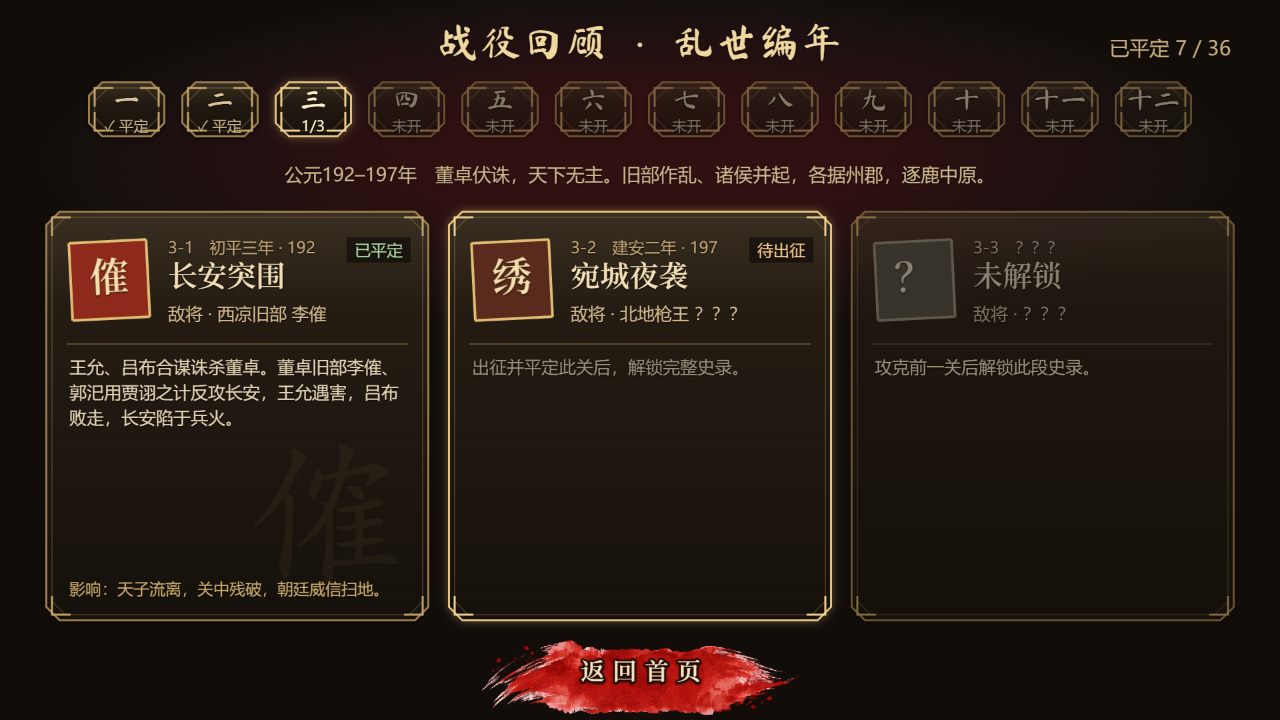 战役回顾 · 乱世编年
已平定 7 / 36
一
✓ 平定
二
✓ 平定
三
1/3
四
未开
五
未开
六
未开
七
未开
八
未开
九
未开
十
未开
十一
未开
十二
未开
公元192–197年 董卓伏诛，天下无主。旧部作乱、诸侯并起，各据州郡，逐鹿中原。
傕
3-1 初平三年 · 192
已平定
长安突围
敌将 · 西凉旧部 李傕
王允、吕布合谋诛杀董卓。董卓旧部李傕、
郭汜用贾诩之计反攻长安，王允遇害，吕布
败走，长安陷于兵火。
傕
影响：天子流离，关中残破，朝廷威信扫地。
绣
3-2 建安二年 · 197
待出征
宛城夜袭
敌将 · 北地枪王 ？？？
出征并平定此关后，解锁完整史录。
？
3-3 ？？？
未解锁
敌将 · ？？？
攻克前一关后解锁此段史录。
返回首页